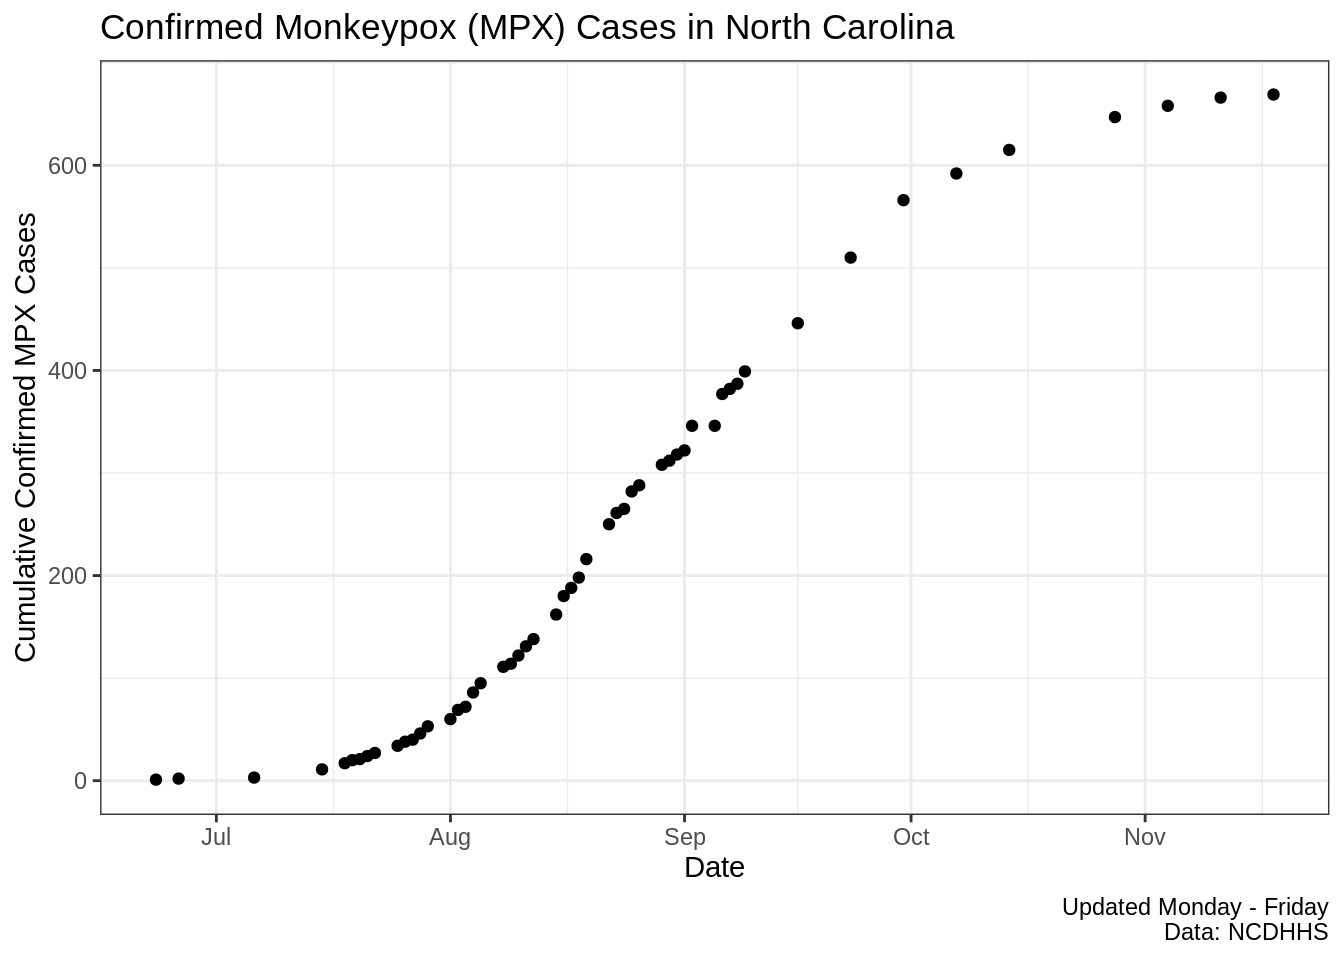 Confirmed Monkeypox (MPX) Cases in North Carolina
Cumulative Confirmed MPX Cases
600
400
200
0
Jul Aug Sep Oct Nov
Date
Updated Monday - Friday
Data: NCDHHS